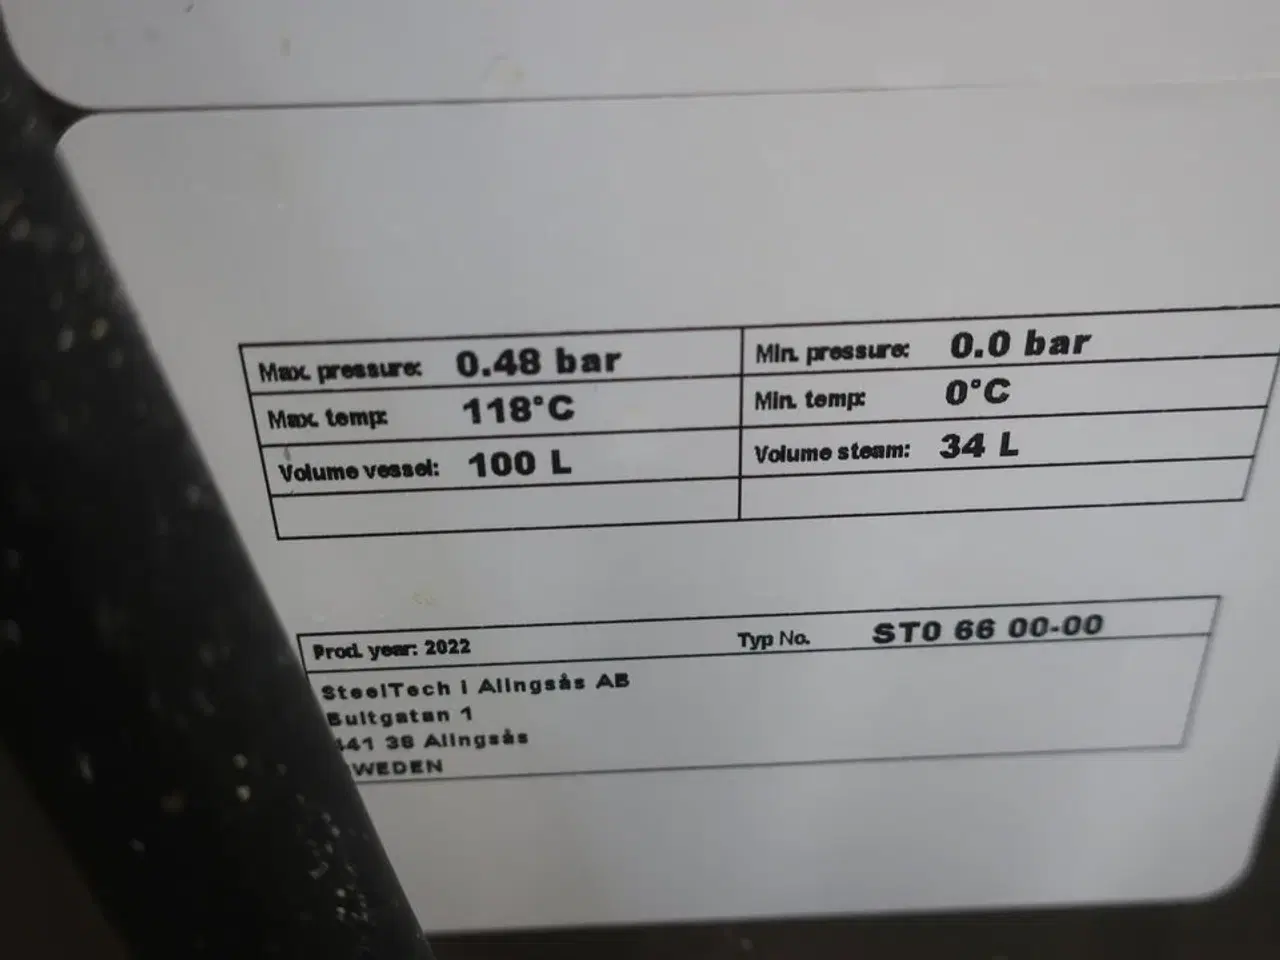 Max. pressure: 0.48 bar Min. pressure: 0.0 bar
Max. temp: 118°C Min. temp: 0°C
Volume vessel: 100 L Volume steam: 34 L
Prod. year: 2022 Typ No. ST0 66 00-00
SteelTech i Alingsås AB
Bultgatan 1
441 38 Alingsås
WEDEN